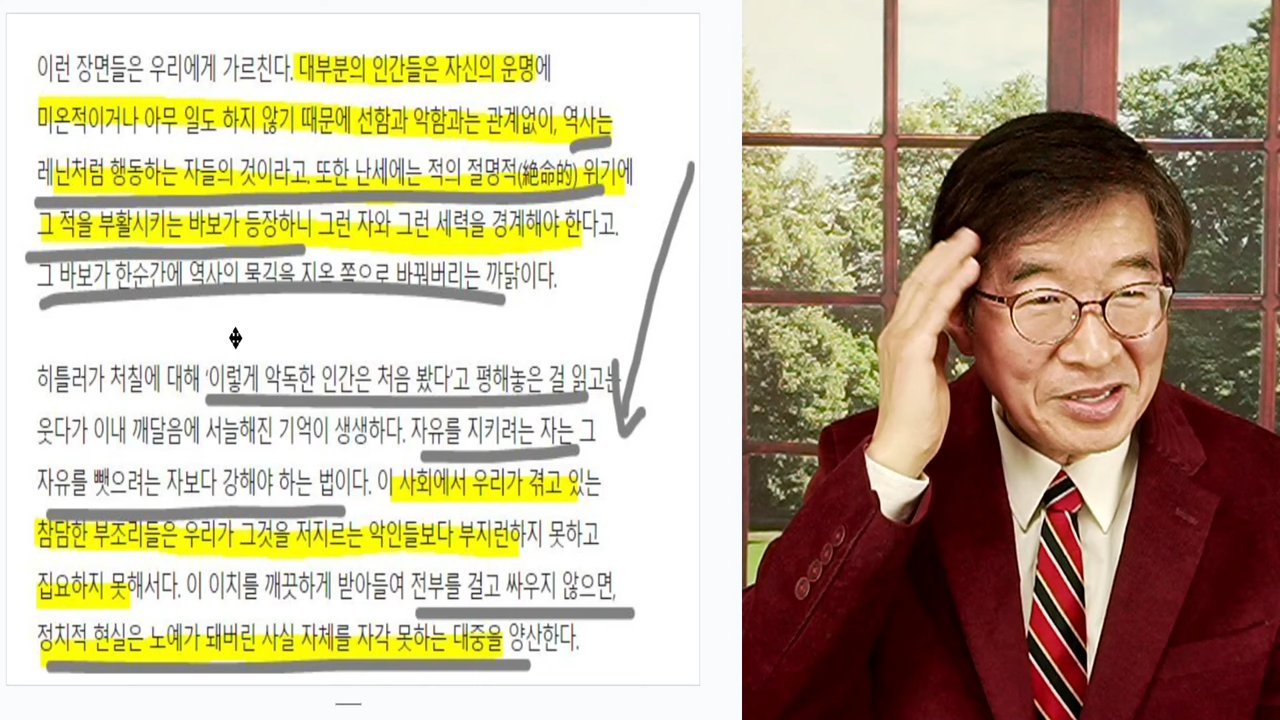 이런 장면들은 우리에게 가르친다. 대부분의 인간들은 자신의 운명에
미온적이거나 아무 일도 하지 않기 때문에 선함과 악함과는 관계없이, 역사는
레닌처럼 행동하는 자들의 것이라고. 또한 난세에는 적의 절명적(絶命的) 위기에
그 적을 부활시키는 바보가 등장하니 그런 자와 그런 세력을 경계해야 한다고.
그 바보가 한순간에 역사의 물길을 지옥 쪽으로 바꿔버리는 까닭이다.
히틀러가 처칠에 대해 '이렇게 악독한 인간은 처음 봤다'고 평해놓은 걸 읽고는
웃다가 이내 깨달음에 서늘해진 기억이 생생하다. 자유를 지키려는 자는 그
자유를 뺏으려는 자보다 강해야 하는 법이다. 이 사회에서 우리가 겪고 있는
참담한 부조리들은 우리가 그것을 저지르는 악인들보다 부지런하지 못하고
집요하지 못해서다. 이 이치를 깨끗하게 받아들여 전부를 걸고 싸우지 않으면,
정치적 현실은 노예가 돼버린 사실 자체를 자각 못하는 대중을 양산한다.